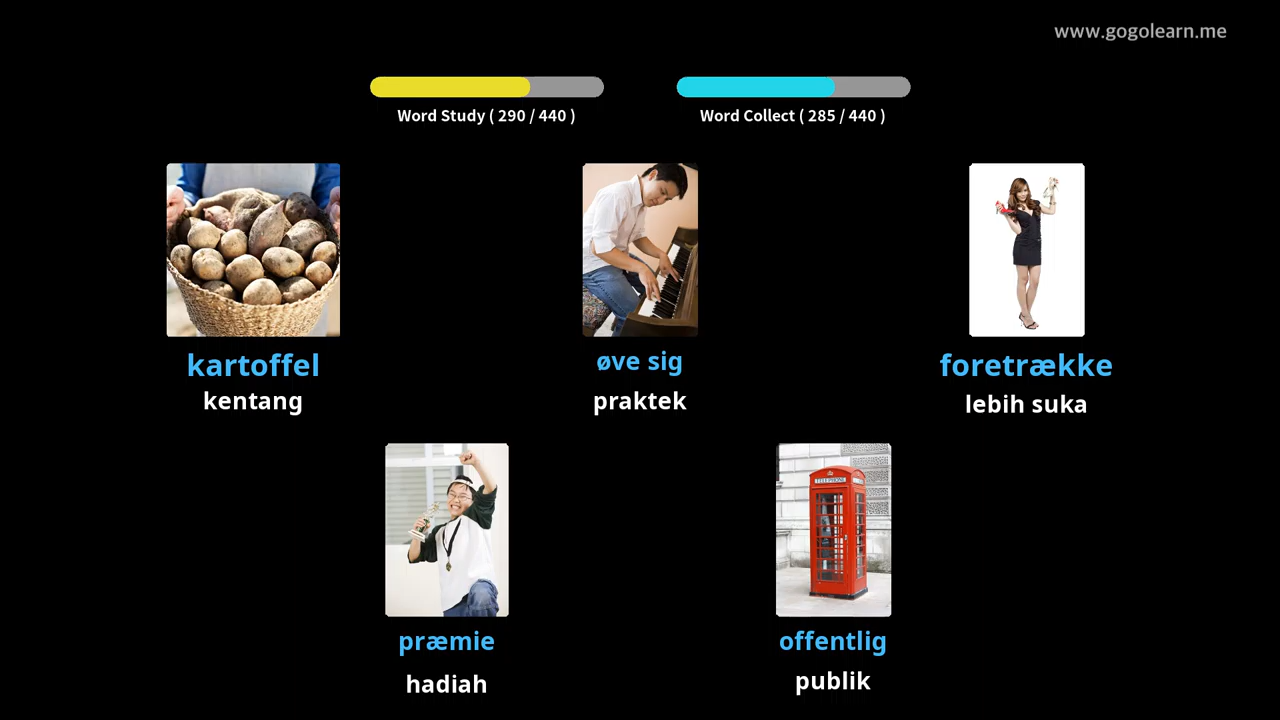 www.gogolearn.me
Word Study ( 290 / 440 )
Word Collect ( 285 / 440 )
TELEPHONE
kartoffel
kentang
øve sig
praktek
foretrække
lebih suka
præmie
hadiah
offentlig
publik